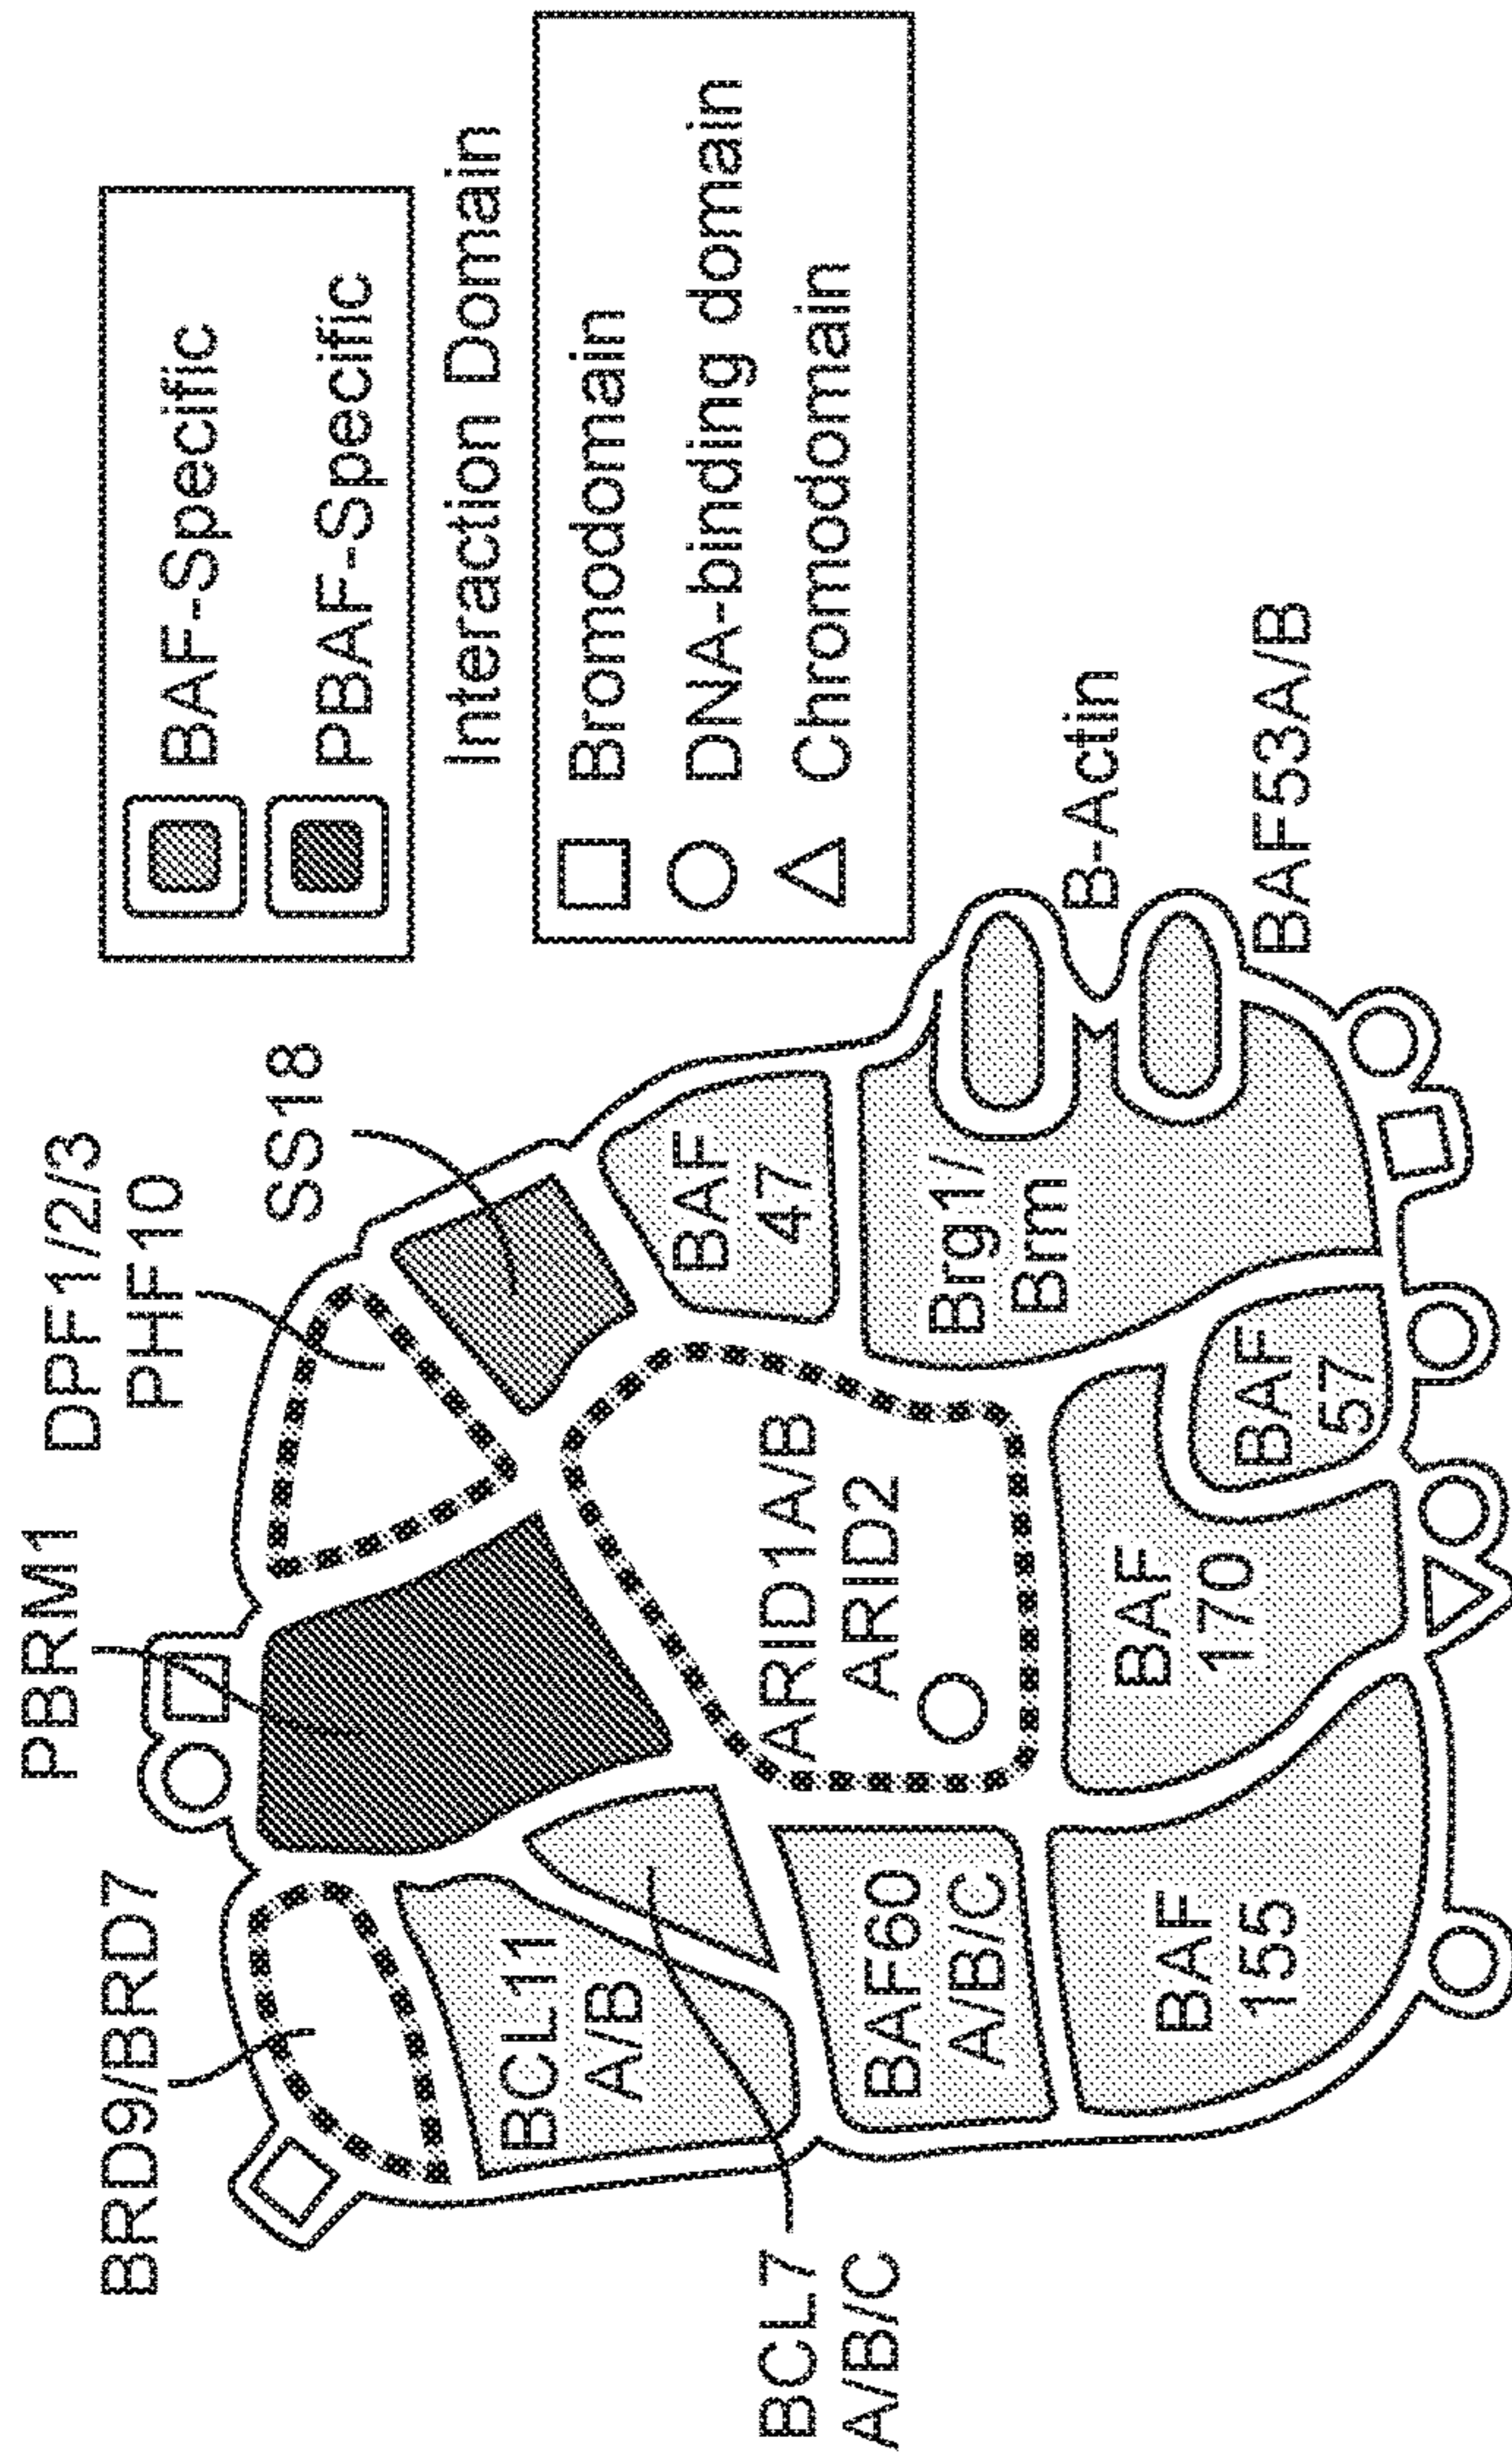 BRD9/BRD7
PBRM1
DPF1/2/3
PHF10
SS18
BCL7
A/B/C
BCL11
A/B
BAF60
A/B/C
BAF
155
ARID1A/B
ARID2
BAF
170
BAF
57
BAF
47
Brg1/
Brm
B-Actin
BAF53A/B
BAF-Specific
PBAF-Specific
Interaction Domain
Bromodomain
DNA-binding domain
Chromodomain